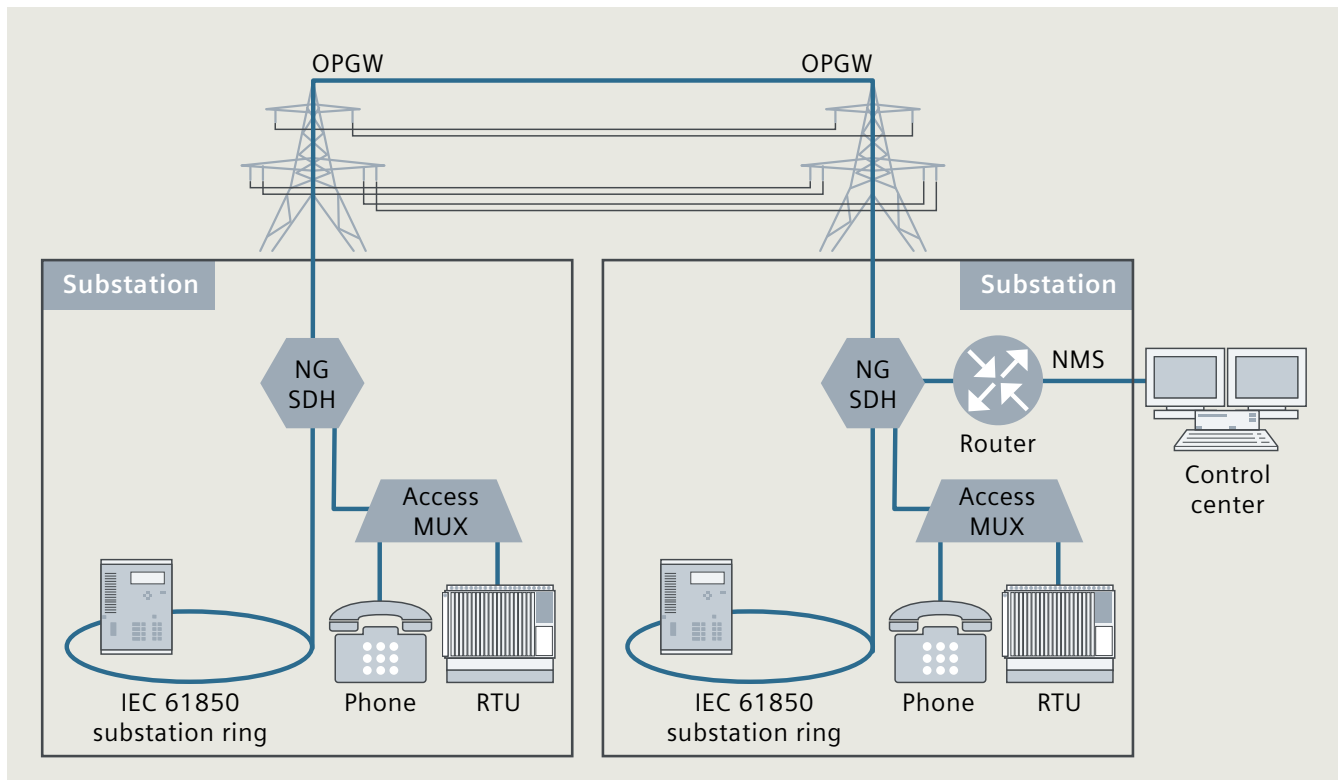 OPGW
OPGW
Substation
NG
SDH
Access
MUX
IEC 61850
substation ring
Phone
RTU
Substation
NG
SDH
NMS
Router
Control
center
Access
MUX
IEC 61850
substation ring
Phone
RTU